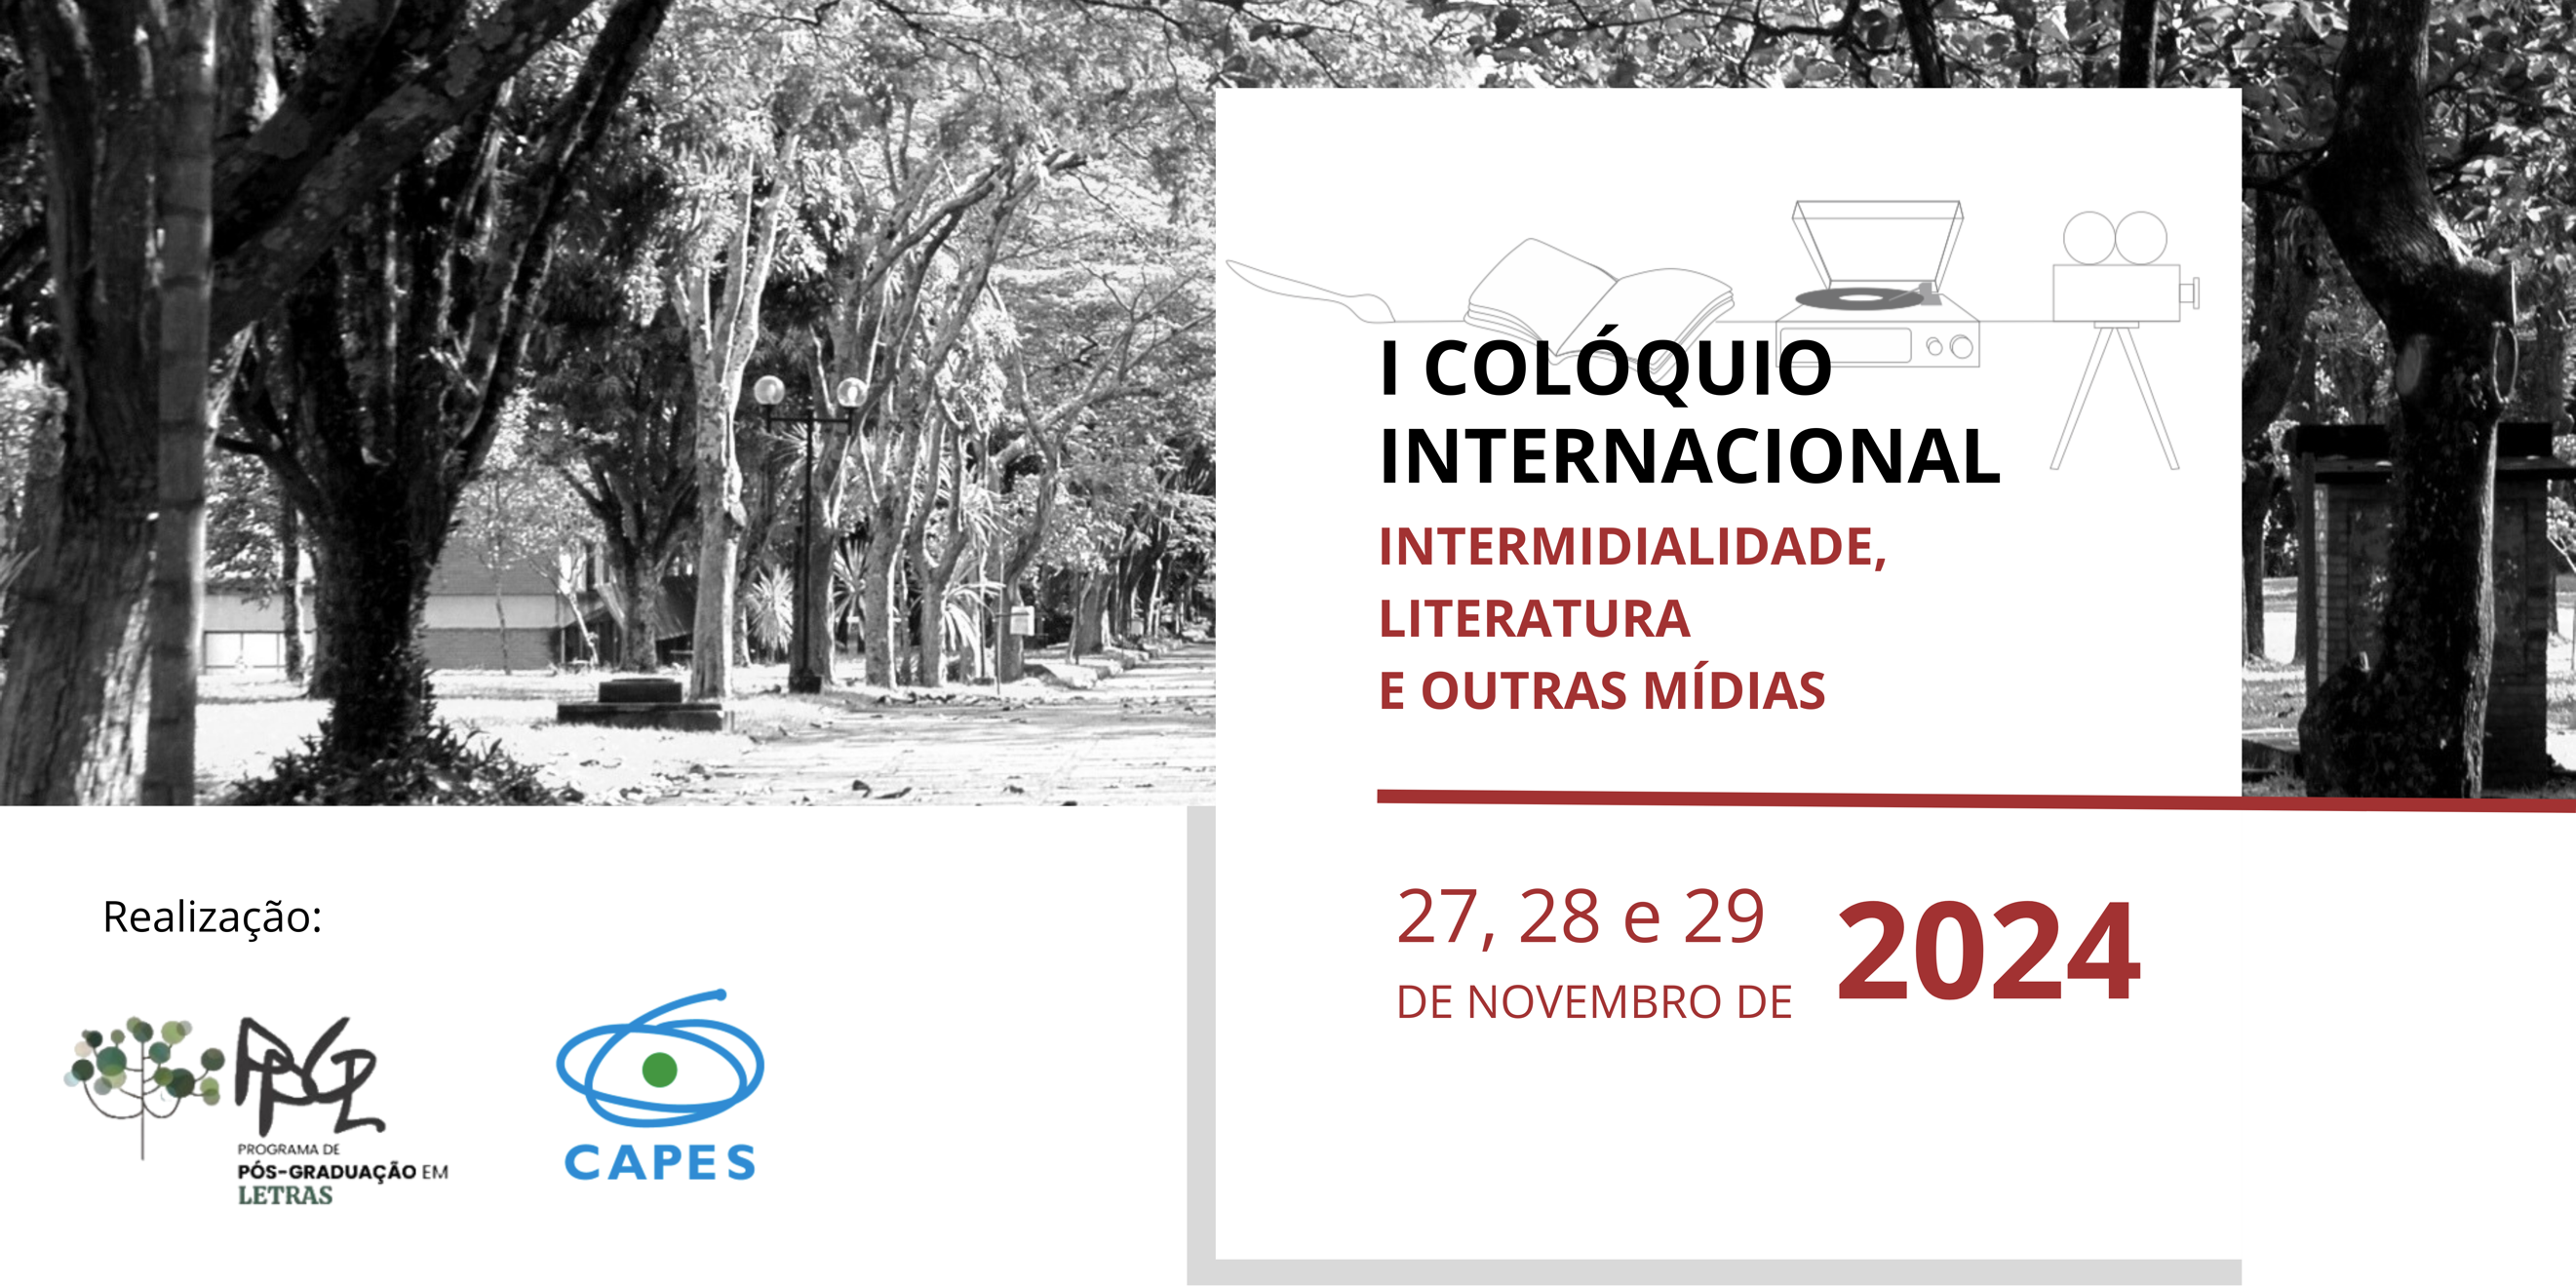 I COLÓQUIO
INTERNACIONAL
INTERMIDIALIDADE,
LITERATURA
E OUTRAS MÍDIAS
27, 28 e 29
DE NOVEMBRO DE
2024
Realização:
PPGL
PROGRAMA DE
PÓS-GRADUAÇÃO EM
LETRAS
CAPES